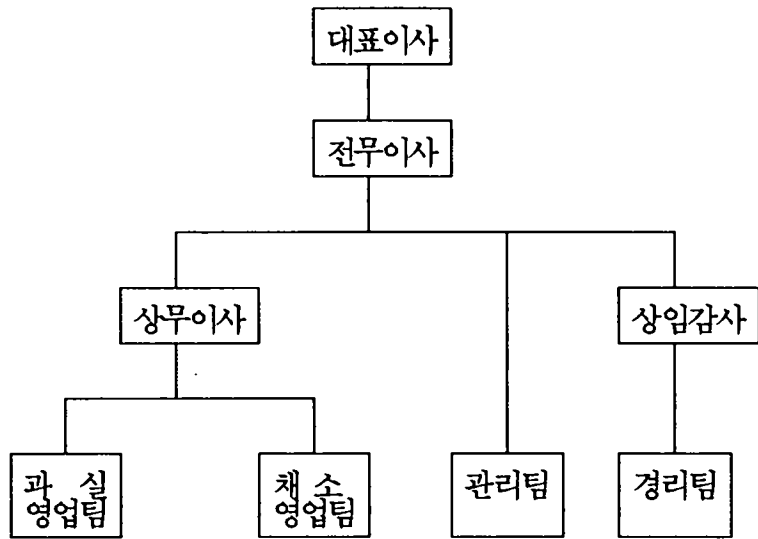 대표이사
전무이사
상무이사
상임감사
과 실
영업팀
채 소
영업팀
관리팀
경리팀